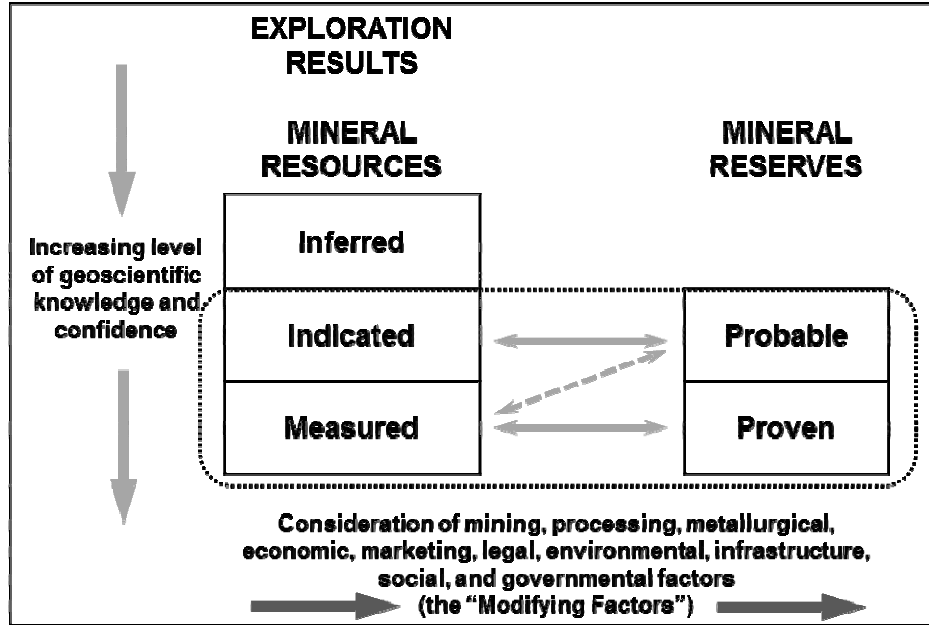 EXPLORATION
RESULTS
MINERAL
RESOURCES
MINERAL
RESERVES
Inferred
Increasing level
of geoscientific
knowledge and
confidence
Indicated
Probable
Measured
Proven
Consideration of mining, processing, metallurgical,
economic, marketing, legal, environmental, infrastructure,
social, and governmental factors
(the “Modifying Factors”)